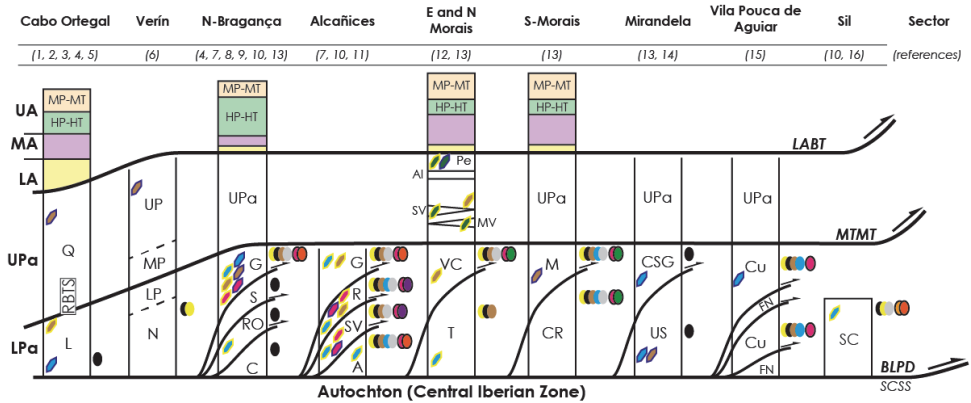 Cabo Ortegal Verín N-Bragança Alcañices E and N Morais S-Morais Mirandela Vila Pouca de Aguiar Sil Sector
(1, 2, 3, 4, 5) (6) (4, 7, 8, 9, 10, 13) (7, 10, 11) (12, 13) (13) (13, 14) (15) (10, 16) (references)
MP-MT MP-MT MP-MT MP-MT
UA HP-HT HP-HT HP-HT HP-HT
MA LABT
LA Al Pe
UP UPa UPa UPa UPa
SV MV
MTMT
UPa Q MP G G VC M CSG Cu
RBTS LP S R FN
LPa L N RO SV T CR US Cu SC
C A FN BLPD
SCSS
Autochton (Central Iberian Zone)